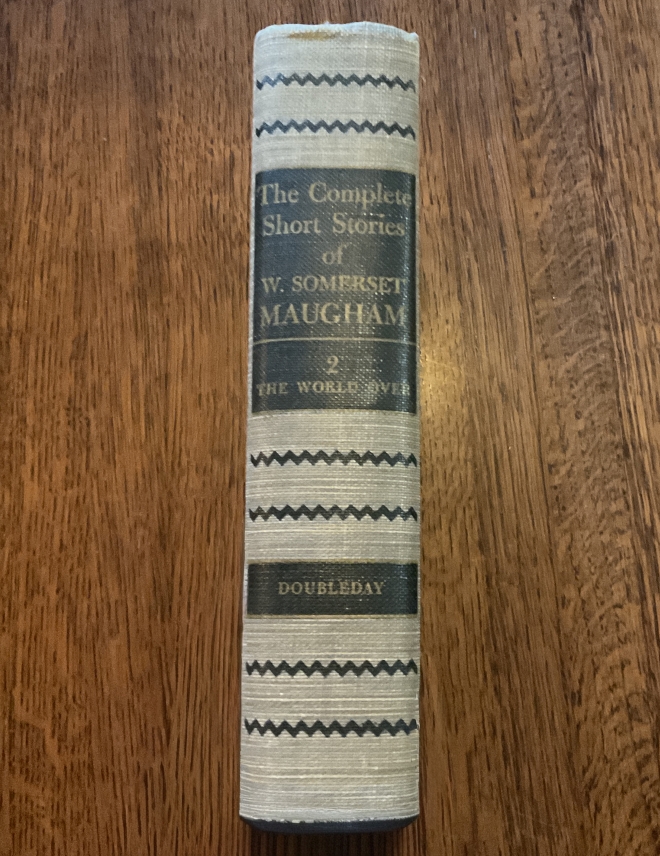 The Complete
Short Stories
of
W. SOMERSET
MAUGHAM
2
THE WORLD OVER
DOUBLEDAY